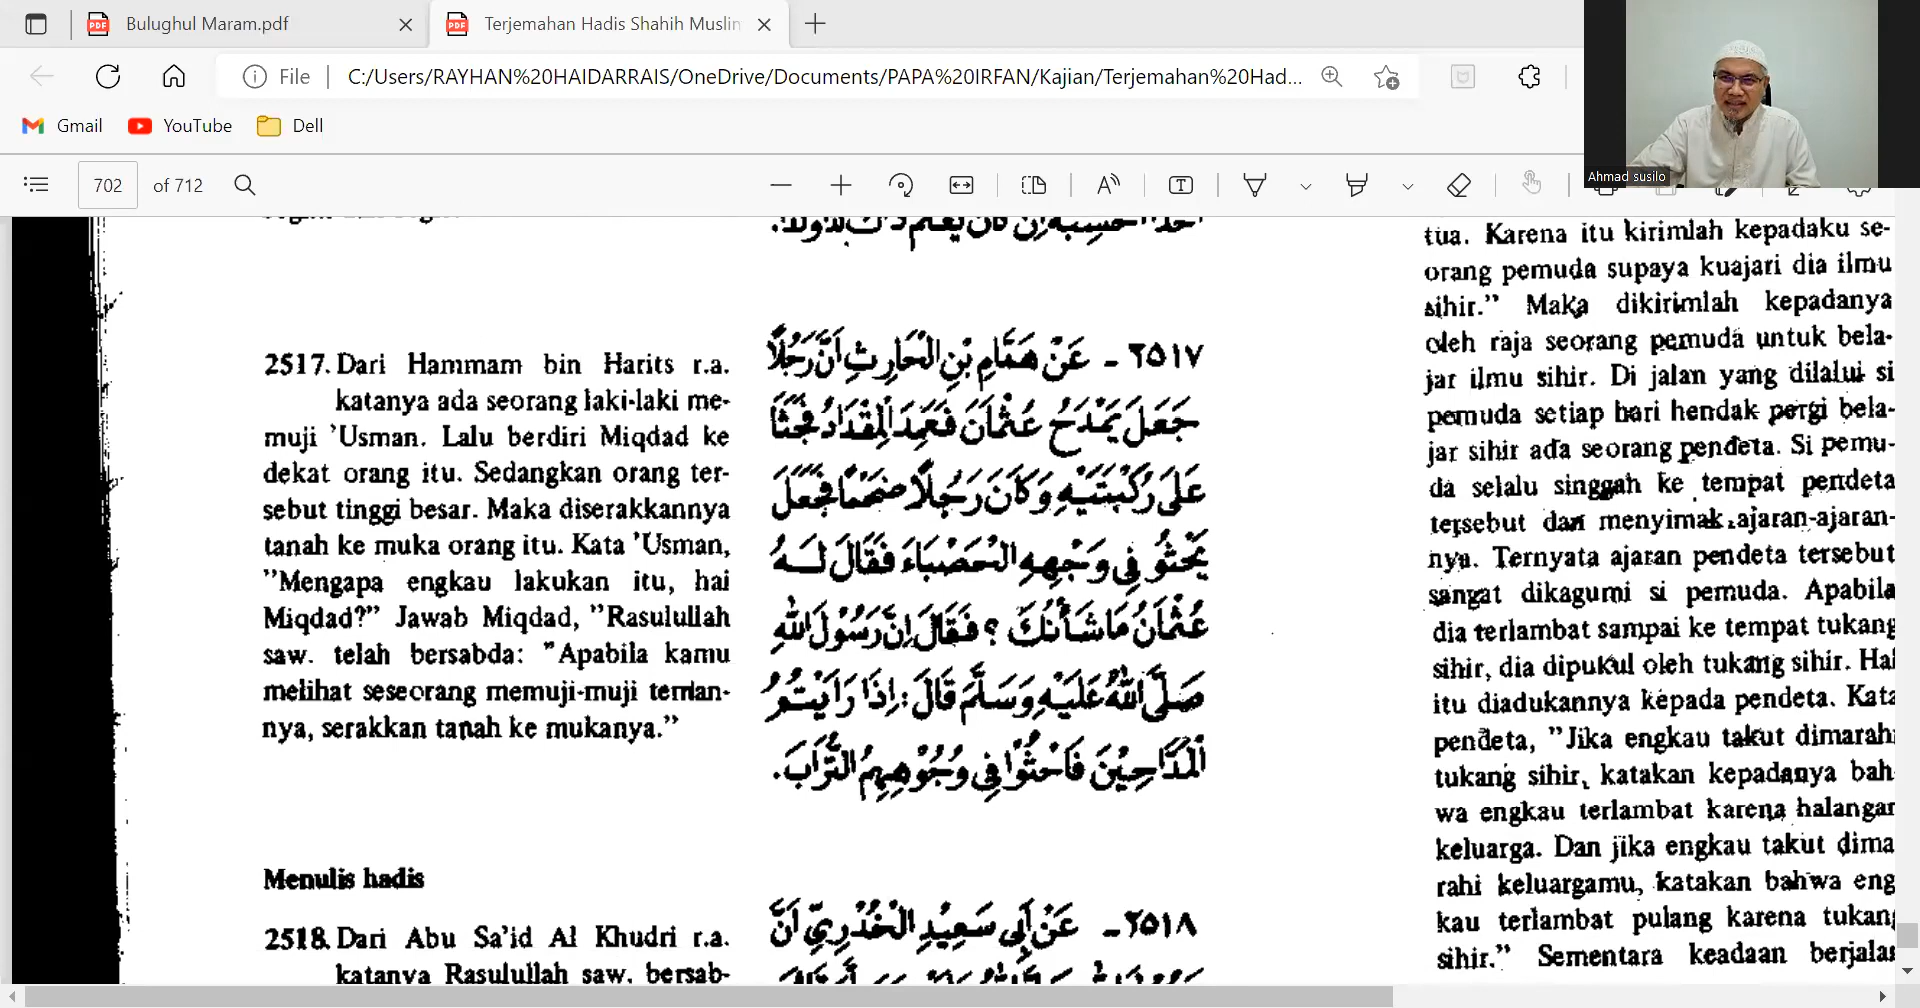 Bulughul Maram.pdf
Terjemahan Hadis Shahih Muslim
File
C:/Users/RAYHAN%20HAIDARRAIS/OneDrive/Documents/PAPA%20IRFAN/Kajian/Terjemahan%20Had...
Gmail
YouTube
Dell
702
of 712
Ahmad susilo
2517. Dari Hammam bin Harits r.a.
katanya ada seorang laki-laki me-
muji 'Usman. Lalu berdiri Miqdad ke
dekat orang itu. Sedangkan orang ter-
sebut tinggi besar. Maka diserakkannya
tanah ke muka orang itu. Kata 'Usman,
"Mengapa engkau lakukan itu, hai
Miqdad?" Jawab Miqdad, "Rasulullah
saw. telah bersabda: "Apabila kamu
melihat seseorang memuji-muji teman-
nya, serakkan tanah ke mukanya."
Menulis hadis
2518. Dari Abu Sa'id Al Khudri r.a.
katanya Rasulullah saw. bersab-
أَحَدًا أَحْسِبُهُ إِنْ كَانَ يَعْلَمُ ذٰلِكَ
٢٥١٧ - عَنْ هَمَّامِ بْنِ الْحَارِثِ أَنَّ رَجُلًا
جَعَلَ يَمْدَحُ عُثْمَانَ فَعَمِدَ الْمِقْدَادُ فَجَثَا
عَلَى رُكْبَتَيْهِ وَكَانَ رَجُلًا ضَخْمًا فَجَعَلَ
يَحْثُو فِي وَجْهِهِ الْحَصْبَاءَ فَقَالَ لَهُ
عُثْمَانُ مَا شَأْنُكَ ؟ فَقَالَ إِنَّ رَسُوْلَ اللّٰهِ
صَلَّى اللّٰهُ عَلَيْهِ وَسَلَّمَ قَالَ : إِذَا رَأَيْتُمُ
الْمَدَّاحِيْنَ فَاحْثُوْا فِي وُجُوْهِهِمُ التُّرَابَ.
٢٥١٨ - عَنْ أَبِي سَعِيْدِ الْخُدْرِيِّ أَنَّ
tua. Karena itu kirimlah kepadaku se-
orang pemuda supaya kuajari dia ilmu
sihir." Maka dikirimlah kepadanya
oleh raja seorang pemuda untuk bela-
jar ilmu sihir. Di jalan yang dilalui si
pemuda setiap hari hendak pergi bela-
jar sihir ada seorang pendeta. Si pemu-
da selalu singgah ke tempat pendeta
tersebut dan menyimak ajaran-ajaran-
nya. Ternyata ajaran pendeta tersebut
sangat dikagumi si pemuda. Apabila
dia terlambat sampai ke tempat tukang
sihir, dia dipukul oleh tukang sihir. Hal
itu diadukannya kepada pendeta. Kata
pendeta, "Jika engkau takut dimarahi
tukang sihir, katakan kepadanya bah-
wa engkau terlambat karena halangan
keluarga. Dan jika engkau takut dima
rahi keluargamu, katakan bahwa eng
kau terlambat pulang karena tukang
sihir." Sementara keadaan berjalan